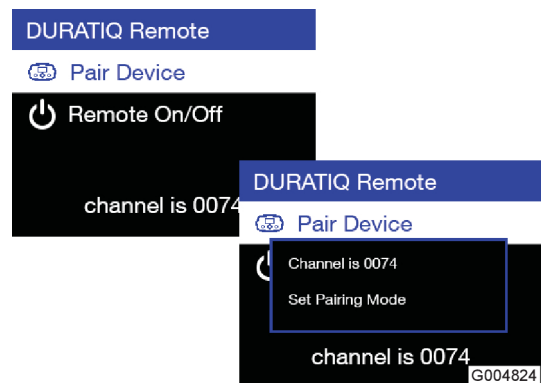 DURATIQ Remote
Pair Device
Remote On/Off
channel is 0074
DURATIQ Remote
Pair Device
Channel is 0074
Set Pairing Mode
channel is 0074
G004824